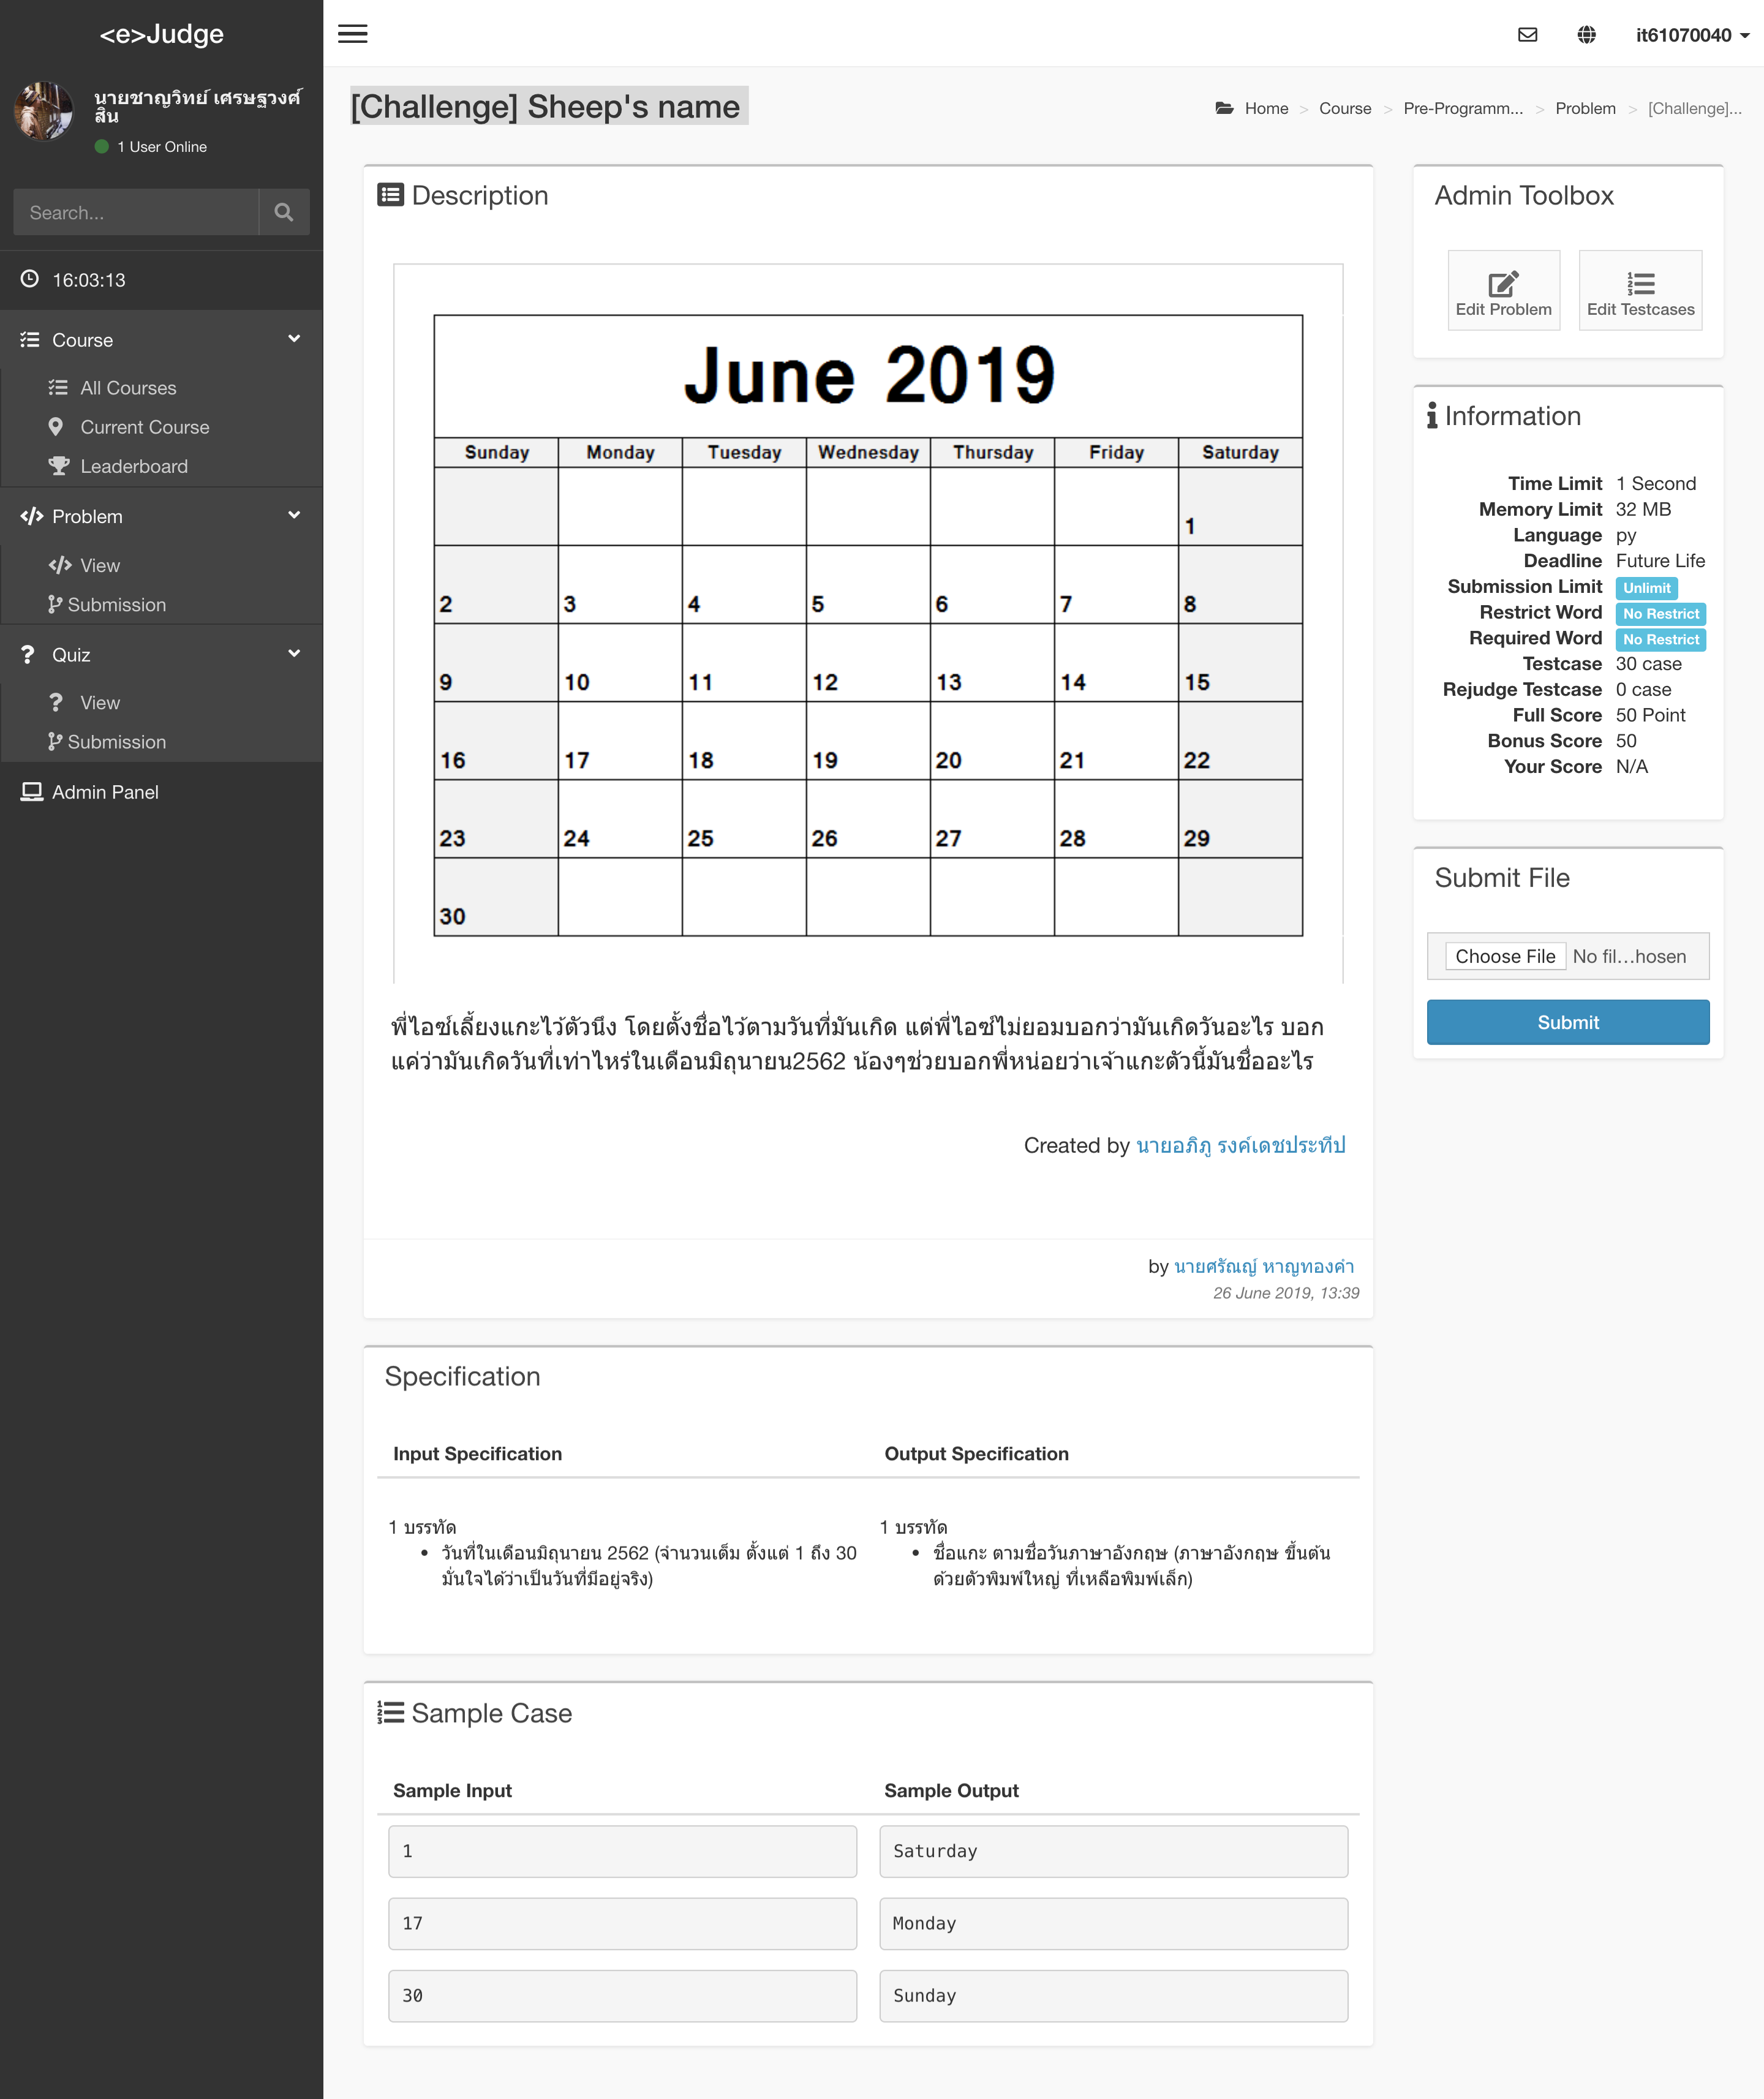 <e>Judge
it61070040
นายชาญวิทย์ เศรษฐวงศ์
สิน
1 User Online
Search...
16:03:13
Course
All Courses
Current Course
Leaderboard
Problem
View
Submission
Quiz
View
Submission
Admin Panel
[Challenge] Sheep's name
Home > Course > Pre-Programm... > Problem > [Challenge]...
Description
June 2019
Sunday Monday Tuesday Wednesday Thursday Friday Saturday
1
2 3 4 5 6 7 8
9 10 11 12 13 14 15
16 17 18 19 20 21 22
23 24 25 26 27 28 29
30
พี่ไอซ์เลี้ยงแกะไว้ตัวนึง โดยตั้งชื่อไว้ตามวันที่มันเกิด แต่พี่ไอซ์ไม่ยอมบอกว่ามันเกิดวันอะไร บอก
แค่ว่ามันเกิดวันที่เท่าไหร่ในเดือนมิถุนายน2562 น้องๆช่วยบอกพี่หน่อยว่าเจ้าแกะตัวนี้มันชื่ออะไร
Created by นายอภิภู รงค์เดชประทีป
by นายศรัณญ์ หาญทองคำ
26 June 2019, 13:39
Specification
Input Specification
Output Specification
1 บรรทัด
• วันที่ในเดือนมิถุนายน 2562 (จำนวนเต็ม ตั้งแต่ 1 ถึง 30
มั่นใจได้ว่าเป็นวันที่มีอยู่จริง)
1 บรรทัด
• ชื่อแกะ ตามชื่อวันภาษาอังกฤษ (ภาษาอังกฤษ ขึ้นต้น
ด้วยตัวพิมพ์ใหญ่ ที่เหลือพิมพ์เล็ก)
Sample Case
Sample Input Sample Output
1 Saturday
17 Monday
30 Sunday
Admin Toolbox
Edit Problem
Edit Testcases
Information
Time Limit 1 Second
Memory Limit 32 MB
Language py
Deadline Future Life
Submission Limit Unlimit
Restrict Word No Restrict
Required Word No Restrict
Testcase 30 case
Rejudge Testcase 0 case
Full Score 50 Point
Bonus Score 50
Your Score N/A
Submit File
Choose File No fil...hosen
Submit